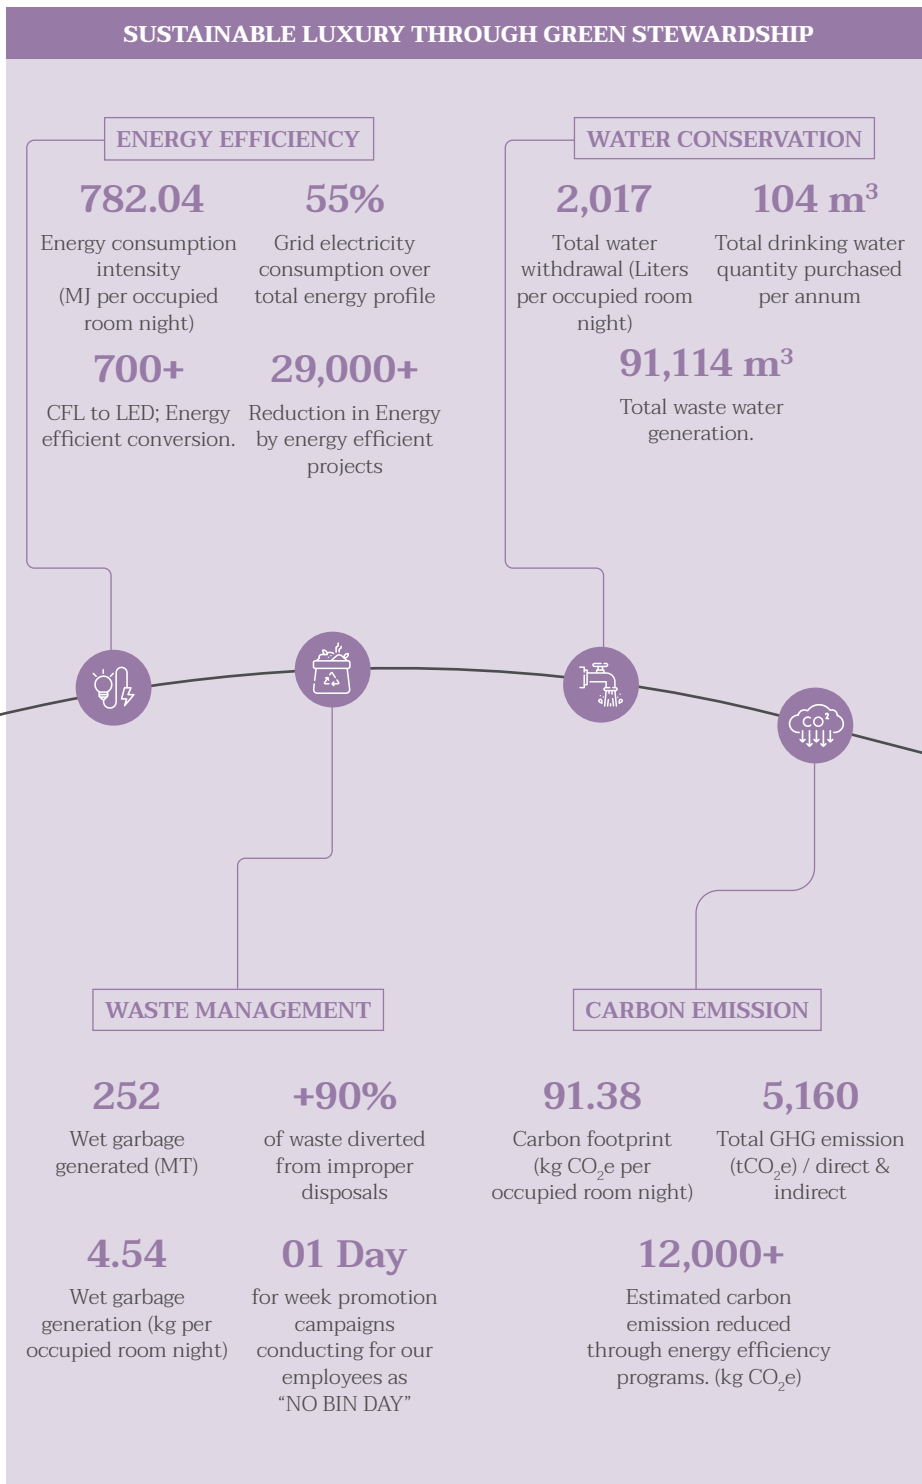 SUSTAINABLE LUXURY THROUGH GREEN STEWARDSHIP
ENERGY EFFICIENCY
782.04
Energy consumption
intensity
(MJ per occupied
room night)
55%
Grid electricity
consumption over
total energy profile
700+
CFL to LED; Energy
efficient conversion.
29,000+
Reduction in Energy
by energy efficient
projects
WATER CONSERVATION
2,017
Total water
withdrawal (Liters
per occupied room
night)
104 m³
Total drinking water
quantity purchased
per annum
91,114 m³
Total waste water
generation.
CO²
WASTE MANAGEMENT
252
Wet garbage
generated (MT)
+90%
of waste diverted
from improper
disposals
4.54
Wet garbage
generation (kg per
occupied room night)
01 Day
for week promotion
campaigns
conducting for our
employees as
“NO BIN DAY”
CARBON EMISSION
91.38
Carbon footprint
(kg CO₂e per
occupied room night)
5,160
Total GHG emission
(tCO₂e) / direct &
indirect
12,000+
Estimated carbon
emission reduced
through energy efficiency
programs. (kg CO₂e)